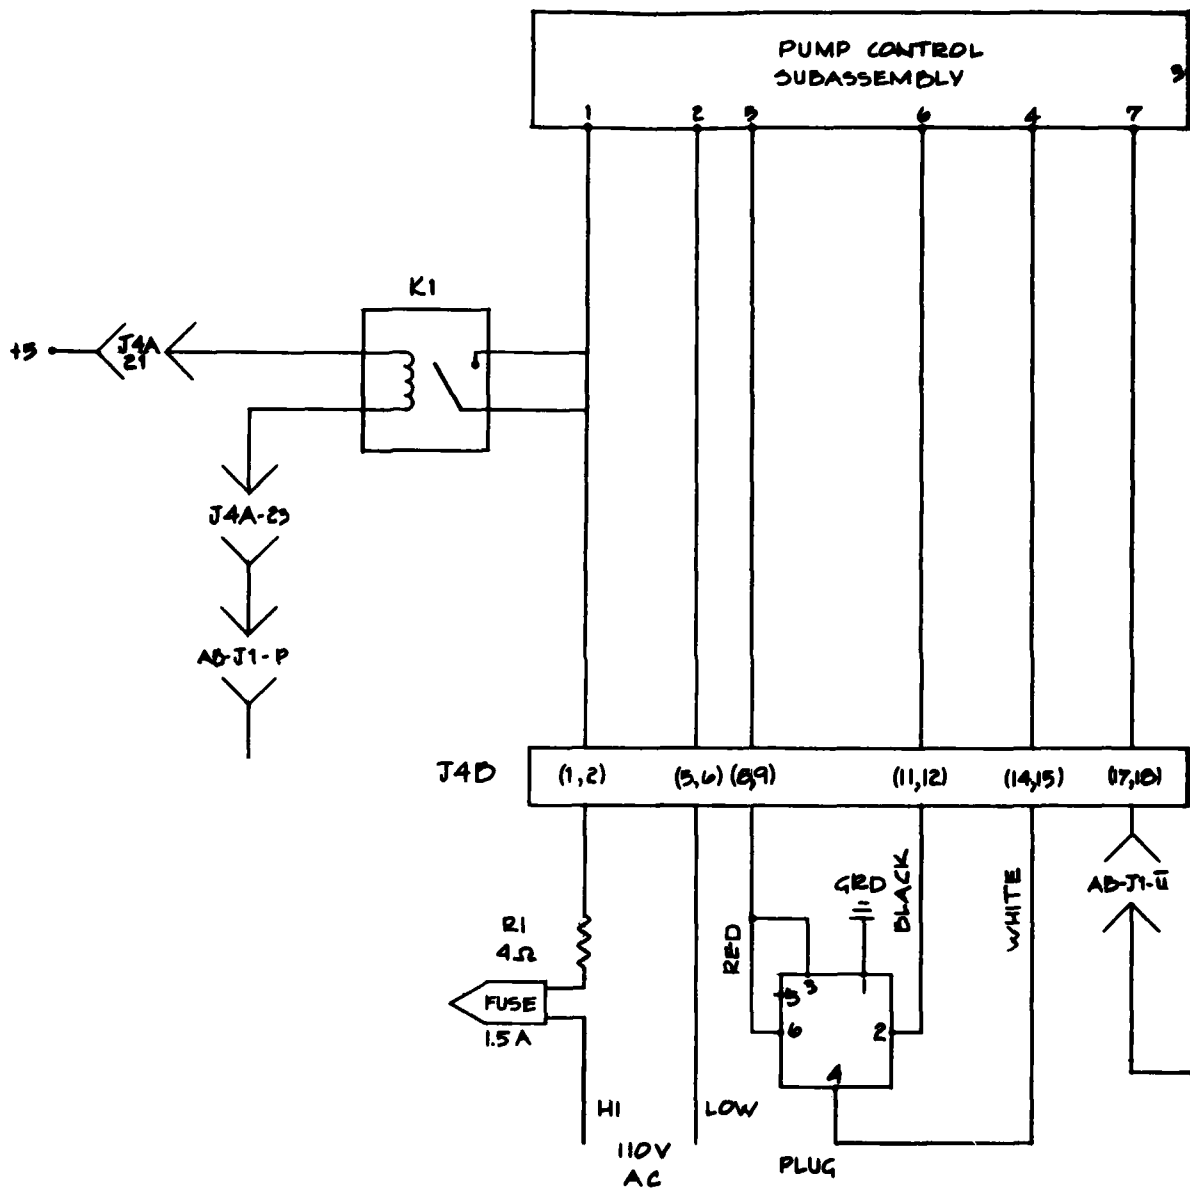 PUMP CONTROL
SUBASSEMBLY
3
1 2 5 6 4 7
K1
+5
J4A
21
J4A-23
AB-J1-P
J4B
(1,2) (5,6) (8,9) (11,12) (14,15) (17,18)
R1
4Ω
FUSE
1.5A
HI
LOW
110V
AC
RED
GRD
BLACK
WHITE
AB-J1-u̅
3
5
6
2
4
PLUG